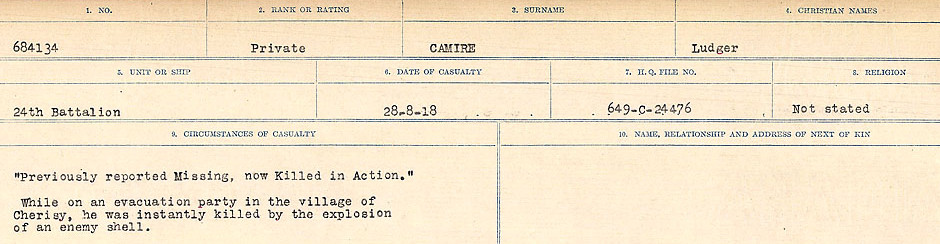 1. NO.
2. RANK OR RATING
3. SURNAME
4. CHRISTIAN NAMES
684134
Private
CAMIRE
Ludger
5. UNIT OR SHIP
6. DATE OF CASUALTY
7. H. Q. FILE NO.
8. RELIGION
24th Battalion
28-8-18
649-C-24476
Not stated
9. CIRCUMSTANCES OF CASUALTY
10. NAME, RELATIONSHIP AND ADDRESS OF NEXT OF KIN
"Previously reported Missing, now Killed in Action."
While on an evacuation party in the village of
Cherisy, he was instantly killed by the explosion
of an enemy shell.